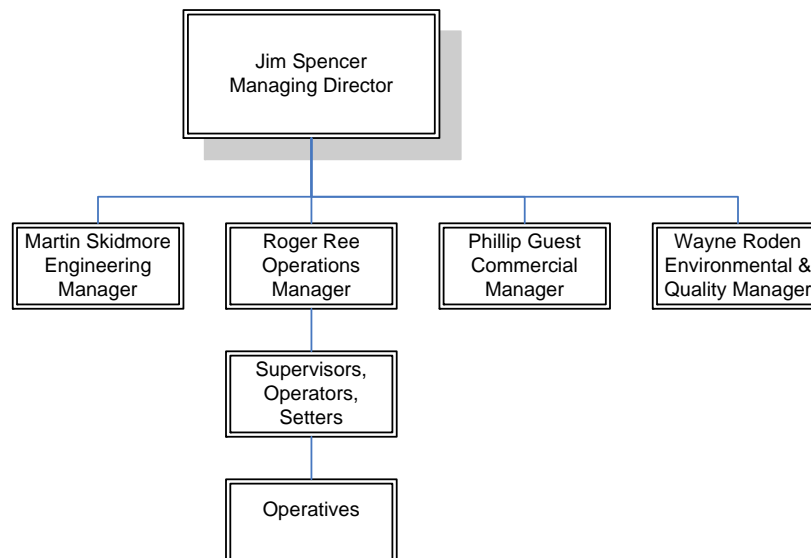 Jim Spencer
Managing Director
Martin Skidmore
Engineering
Manager
Roger Ree
Operations
Manager
Phillip Guest
Commercial
Manager
Wayne Roden
Environmental &
Quality Manager
Supervisors,
Operators,
Setters
Operatives